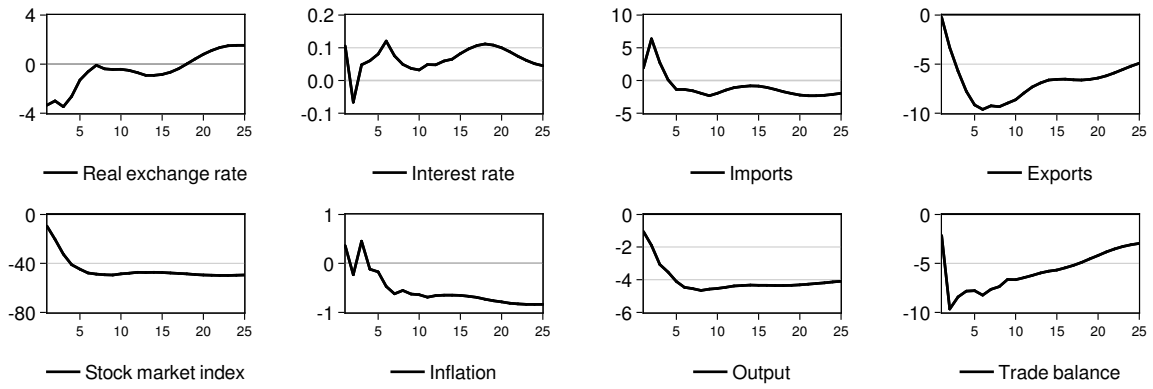 4
0
-4
5 10 15 20 25
Real exchange rate
0.2
0.1
0.0
-0.1
5 10 15 20 25
Interest rate
10
5
0
-5
5 10 15 20 25
Imports
0
-5
-10
5 10 15 20 25
Exports
0
-40
-80
5 10 15 20 25
Stock market index
1
0
-1
5 10 15 20 25
Inflation
0
-2
-4
-6
5 10 15 20 25
Output
0
-5
-10
5 10 15 20 25
Trade balance